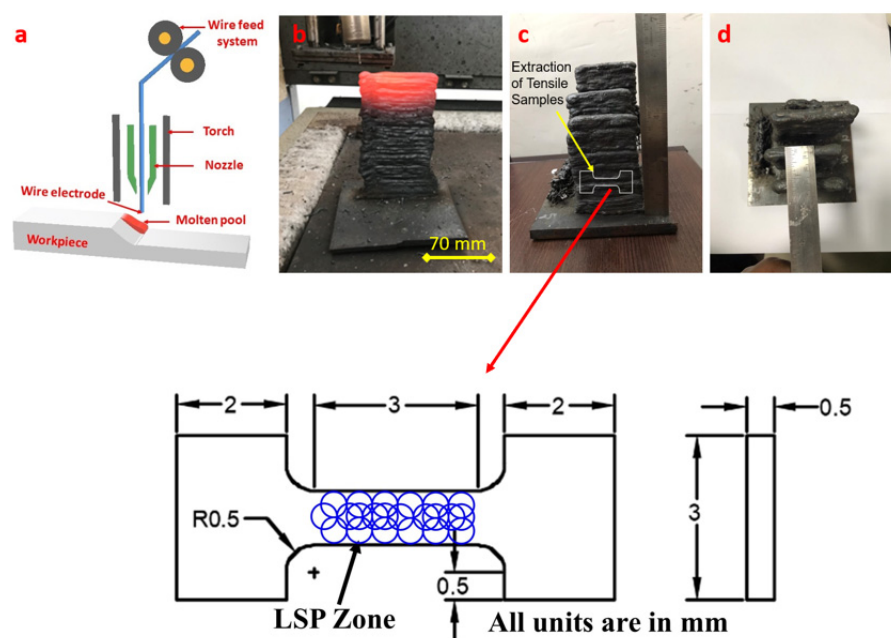 a
Wire feed
system
Torch
Nozzle
Wire electrode
Molten pool
Workpiece
b
70 mm
c
Extraction
of Tensile
Samples
d
2
3
2
0.5
R0.5
3
0.5
LSP Zone
All units are in mm